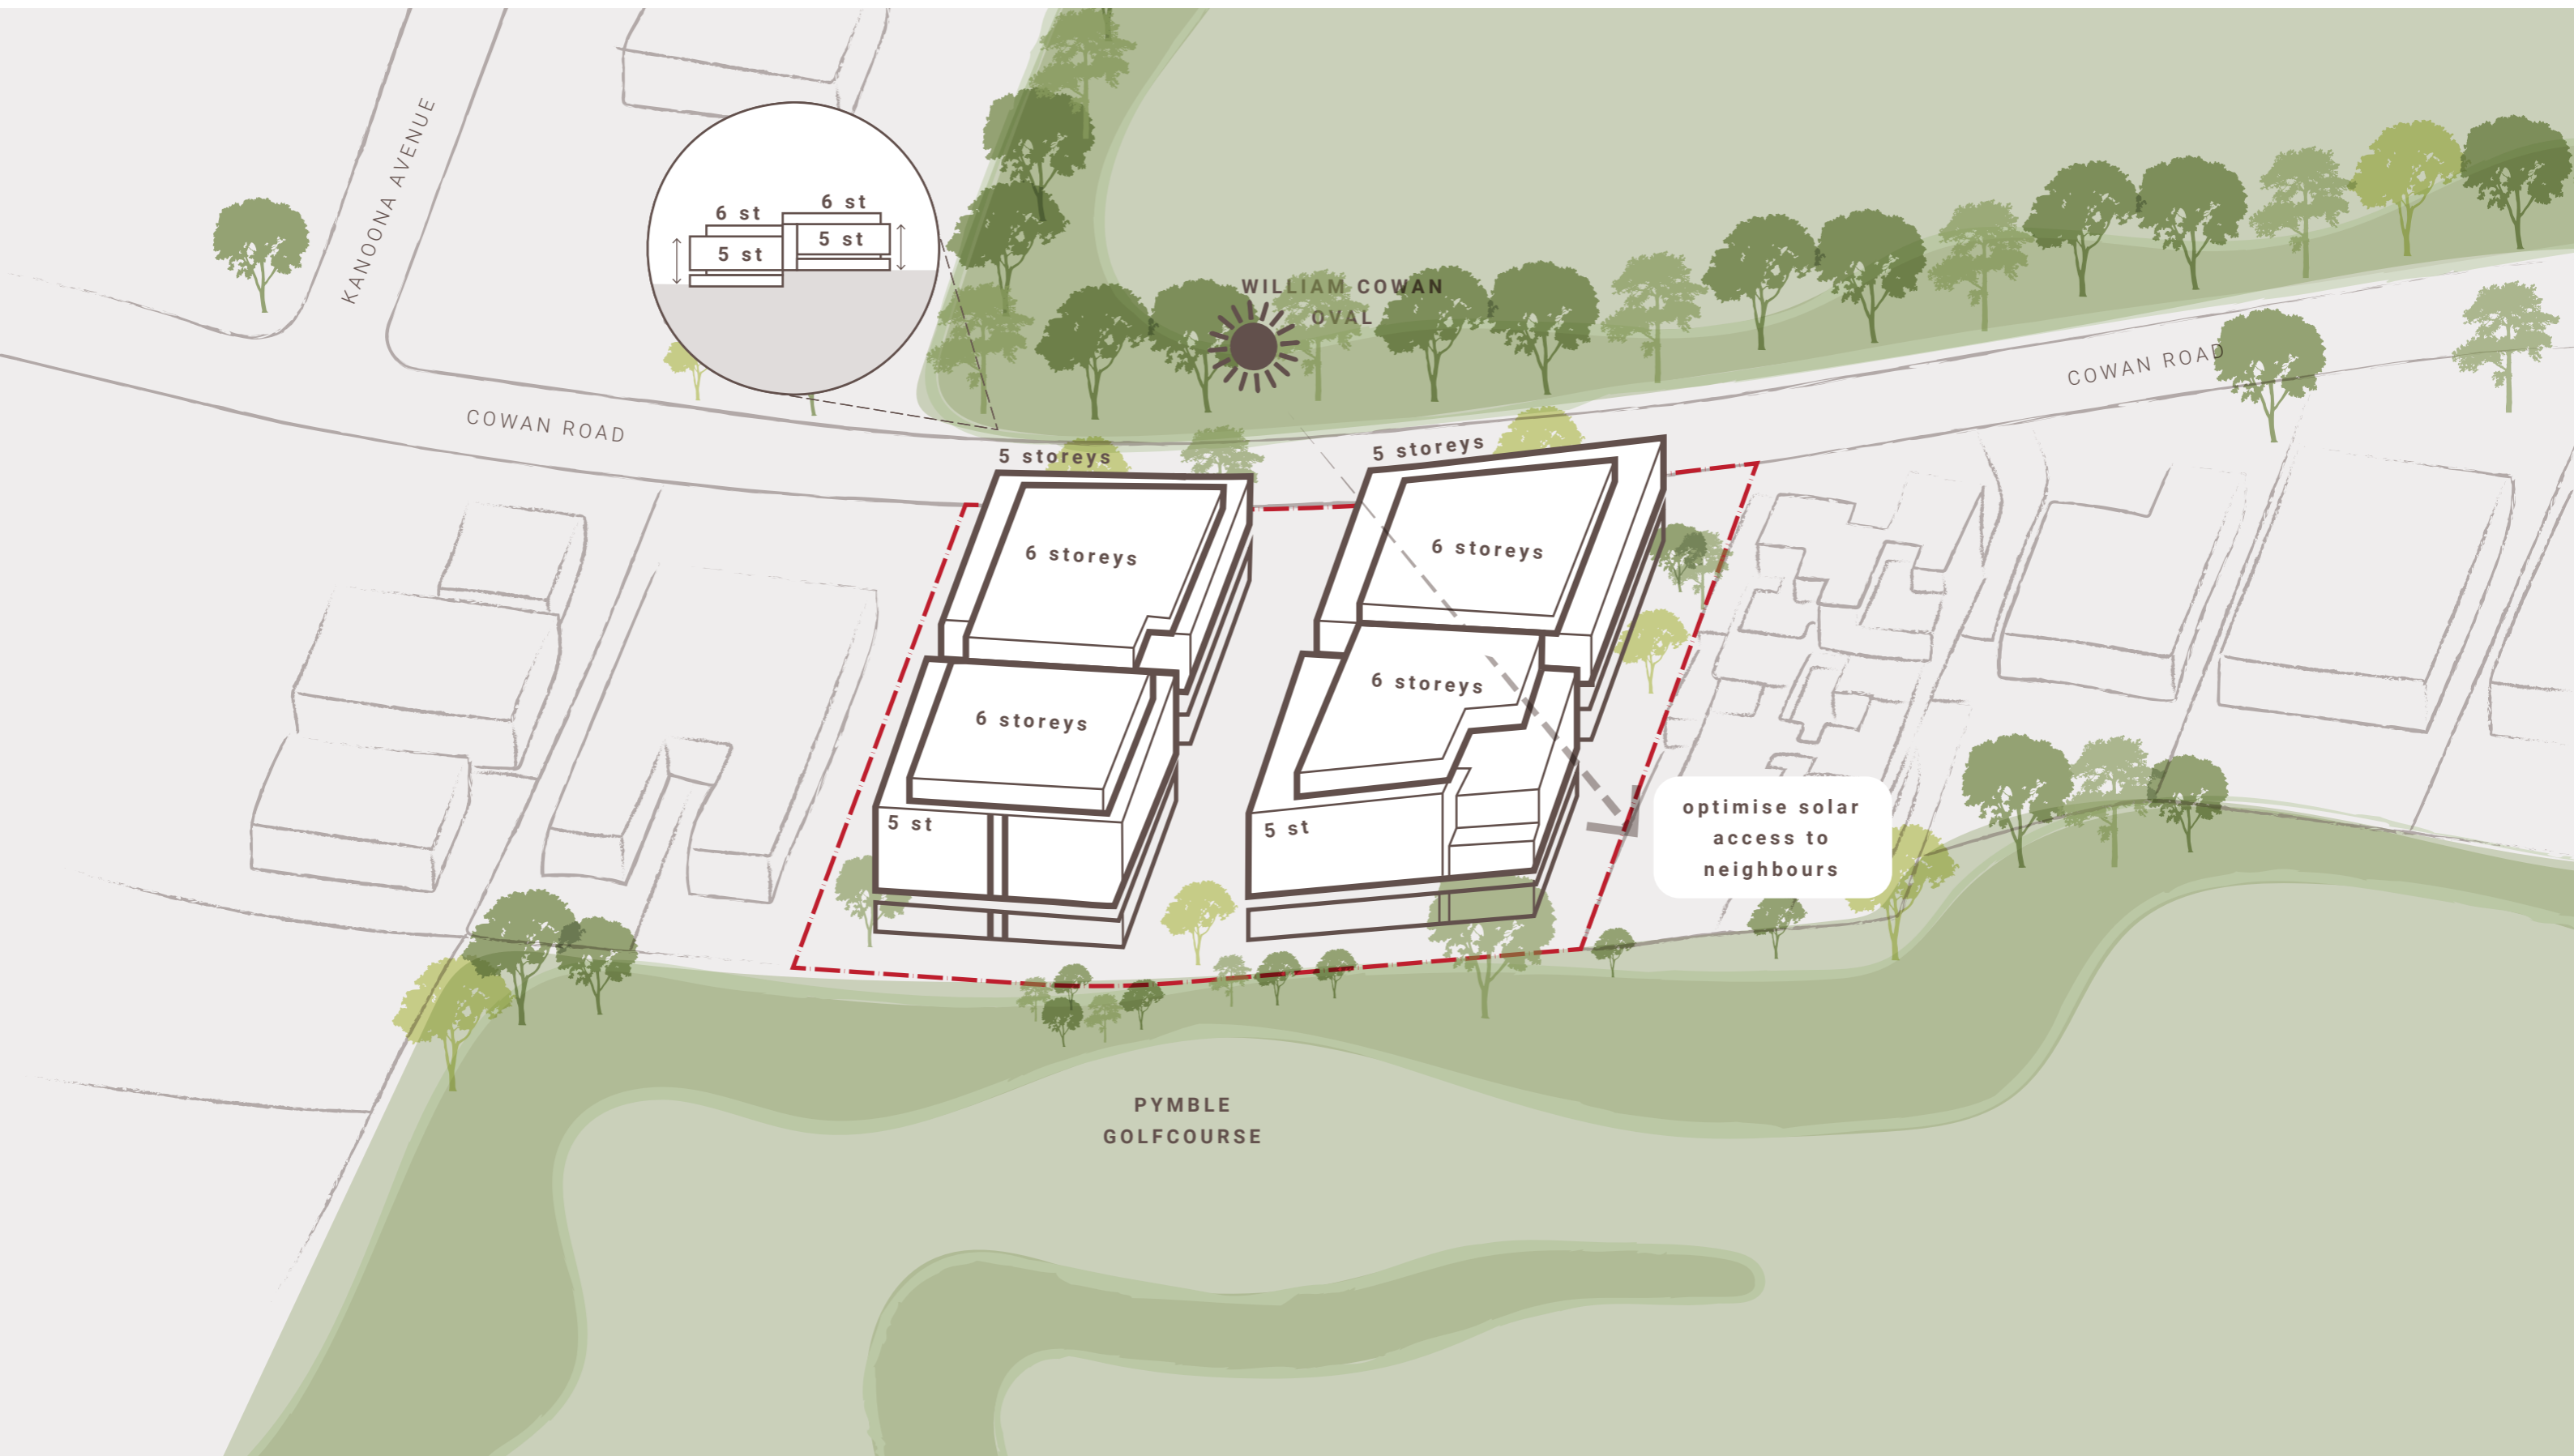 KANOONA AVENUE
6 st
6 st
5 st
5 st
WILLIAM COWAN
OVAL
COWAN ROAD
COWAN ROAD
5 storeys
5 storeys
6 storeys
6 storeys
6 storeys
6 storeys
5 st
5 st
optimise solar
access to
neighbours
PYMBLE
GOLFCOURSE